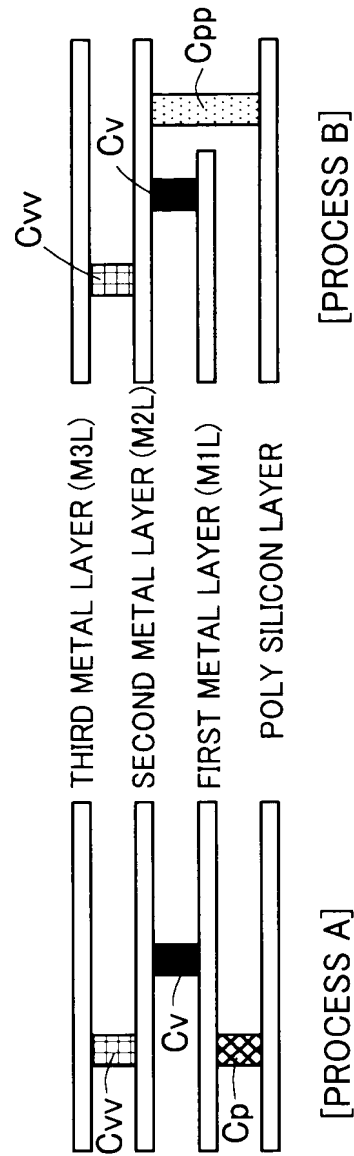 Cvv
Cv
Cp
[PROCESS A]
THIRD METAL LAYER (M3L)
SECOND METAL LAYER (M2L)
FIRST METAL LAYER (M1L)
POLY SILICON LAYER
Cvv
Cv
Cpp
[PROCESS B]